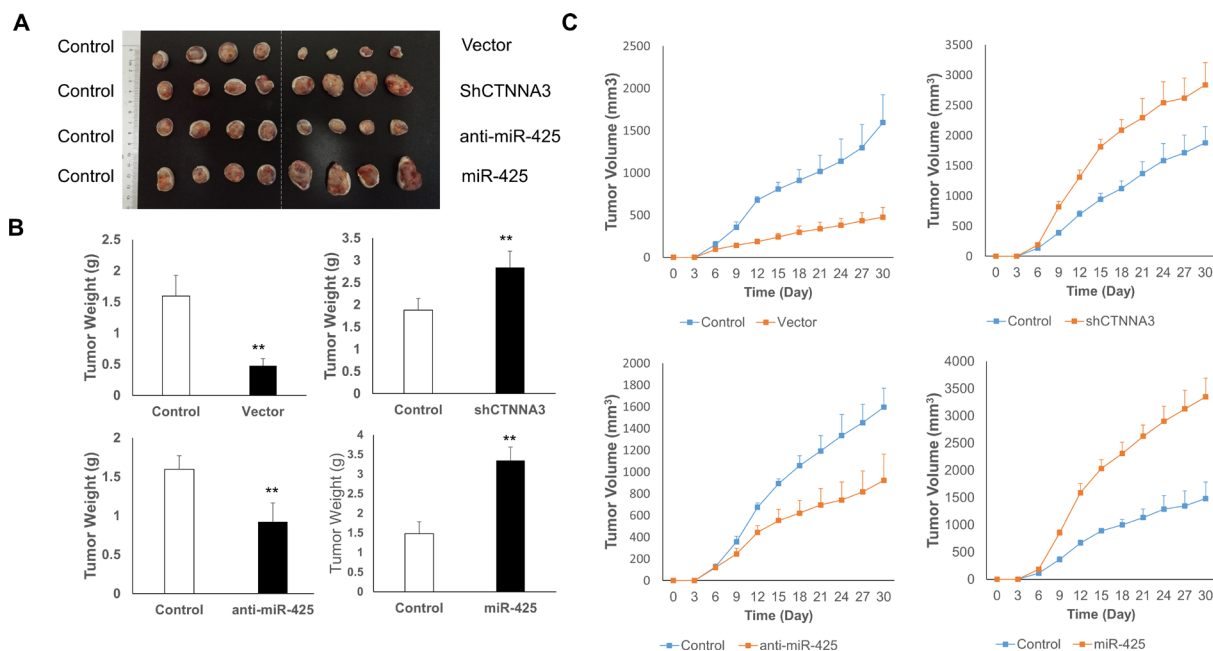 A
Control Vector
Control ShCTNNA3
Control anti-miR-425
Control miR-425
B
Tumor Weight (g)
2.5
2
1.5
1
0.5
0
**
Control Vector
Tumor Weight (g)
3.5
3
2.5
2
1.5
1
0.5
0
**
Control shCTNNA3
Tumor Weight (g)
2
1.5
1
0.5
0
**
Control anti-miR-425
Tumor Weight (g)
4
3.5
3
2.5
2
1.5
1
0.5
0
**
Control miR-425
C
Tumor Volume (mm3)
2500
2000
1500
1000
500
0
0 3 6 9 12 15 18 21 24 27 30
Time (Day)
Control Vector
Tumor Volume (mm³)
3500
3000
2500
2000
1500
1000
500
0
0 3 6 9 12 15 18 21 24 27 30
Time (Day)
Control shCTNNA3
Tumor Volume (mm³)
2000
1800
1600
1400
1200
1000
800
600
400
200
0
0 3 6 9 12 15 18 21 24 27 30
Time (Day)
Control anti-miR-425
Tumor Volume (mm³)
4000
3500
3000
2500
2000
1500
1000
500
0
0 3 6 9 12 15 18 21 24 27 30
Time (Day)
Control miR-425